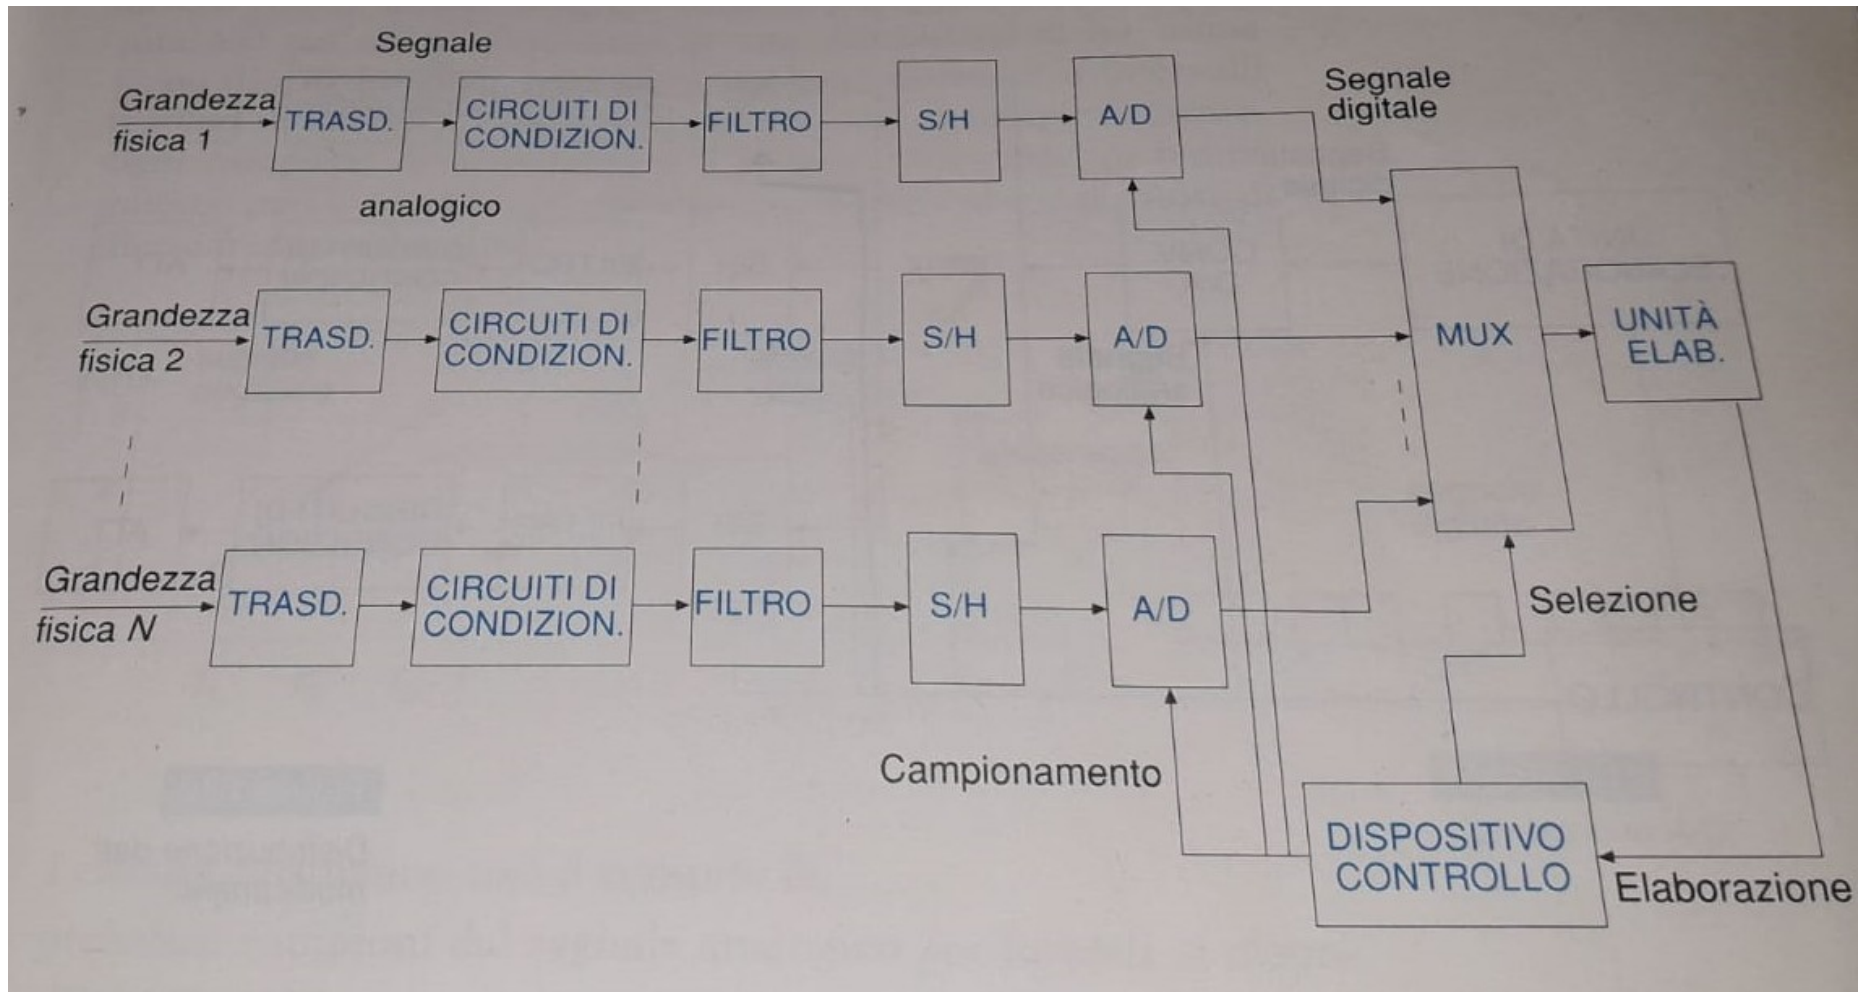 Segnale
Grandezza
fisica 1
TRASD.
CIRCUITI DI
CONDIZION.
FILTRO
S/H
A/D
Segnale
digitale
analogico
Grandezza
fisica 2
TRASD.
CIRCUITI DI
CONDIZION.
FILTRO
S/H
A/D
MUX
UNITÀ
ELAB.
Grandezza
fisica N
TRASD.
CIRCUITI DI
CONDIZION.
FILTRO
S/H
A/D
Selezione
Campionamento
DISPOSITIVO
CONTROLLO
Elaborazione